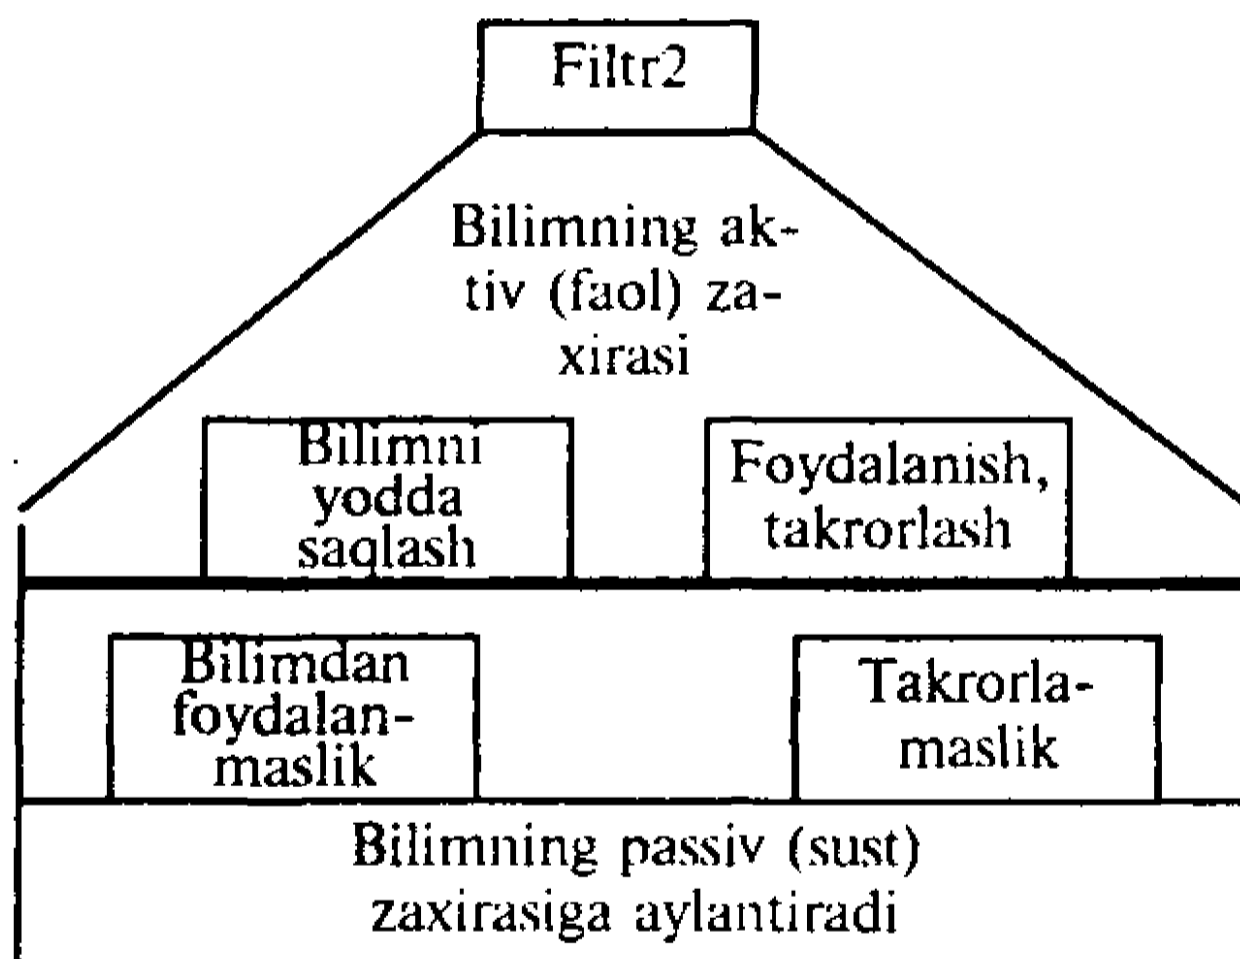 Filtr2
Bilimning ak-
tiv (faol) za-
xirasi
Bilimni
yodda
saqlash
Foydalanish,
takrorlash
Bilimdan
foydalan-
maslik
Takrorla-
maslik
Bilimning passiv (sust)
zaxirasiga aylantiradi